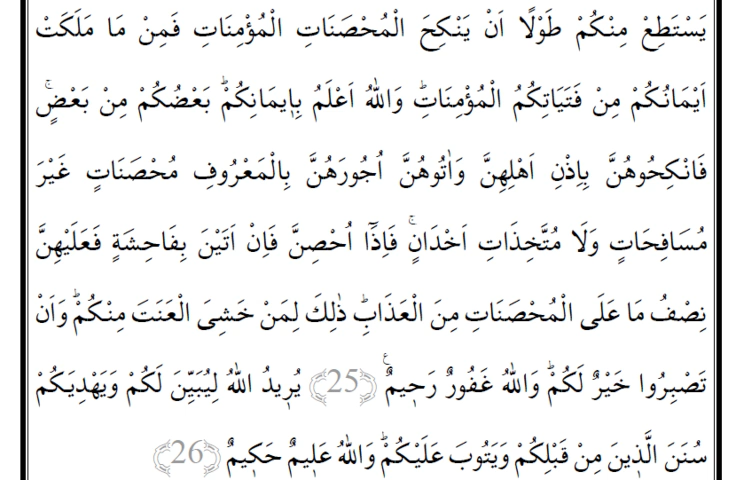 يَسْتَطِعْ مِنْكُمْ طَوْلًا اَنْ يَنْكِحَ الْمُحْصَنَاتِ الْمُؤْمِنَاتِ فَمِنْ مَا مَلَكَتْ
اَيْمَانُكُمْ مِنْ فَتَيَاتِكُمُ الْمُؤْمِنَاتِۜ وَاللّٰهُ اَعْلَمُ بِاِيمَانِكُمْۜ بَعْضُكُمْ مِنْ بَعْضٍۚ
فَانْكِحُوهُنَّ بِاِذْنِ اَهْلِهِنَّ وَاٰتُوهُنَّ اُجُورَهُنَّ بِالْمَعْرُوفِ مُحْصَنَاتٍ غَيْرَ
مُسَافِحَاتٍ وَلَا مُتَّخِذَاتِ اَخْدَانٍۚ فَاِذَٓا اُحْصِنَّ فَاِنْ اَتَيْنَ بِفَاحِشَةٍ فَعَلَيْهِنَّ
نِصْفُ مَا عَلَى الْمُحْصَنَاتِ مِنَ الْعَذَابِۜ ذٰلِكَ لِمَنْ خَشِىَ الْعَنَتَ مِنْكُمْۜ وَاَنْ
تَصْبِرُوا خَيْرٌ لَكُمْۜ وَاللّٰهُ غَفُورٌ رَحِيمٌ۟ ﴿25﴾ يُرِيدُ اللّٰهُ لِيُبَيِّنَ لَكُمْ وَيَهْدِيَكُمْ
سُنَنَ الَّذِينَ مِنْ قَبْلِكُمْ وَيَتُوبَ عَلَيْكُمْۜ وَاللّٰهُ عَلِيمٌ حَكِيمٌ ﴿26﴾